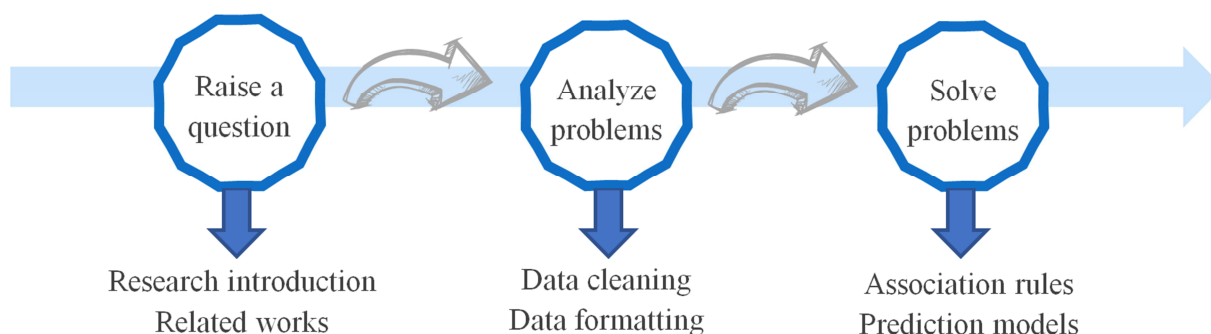 Raise a
question
Analyze
problems
Solve
problems
Research introduction
Related works
Data cleaning
Data formatting
Association rules
Prediction models